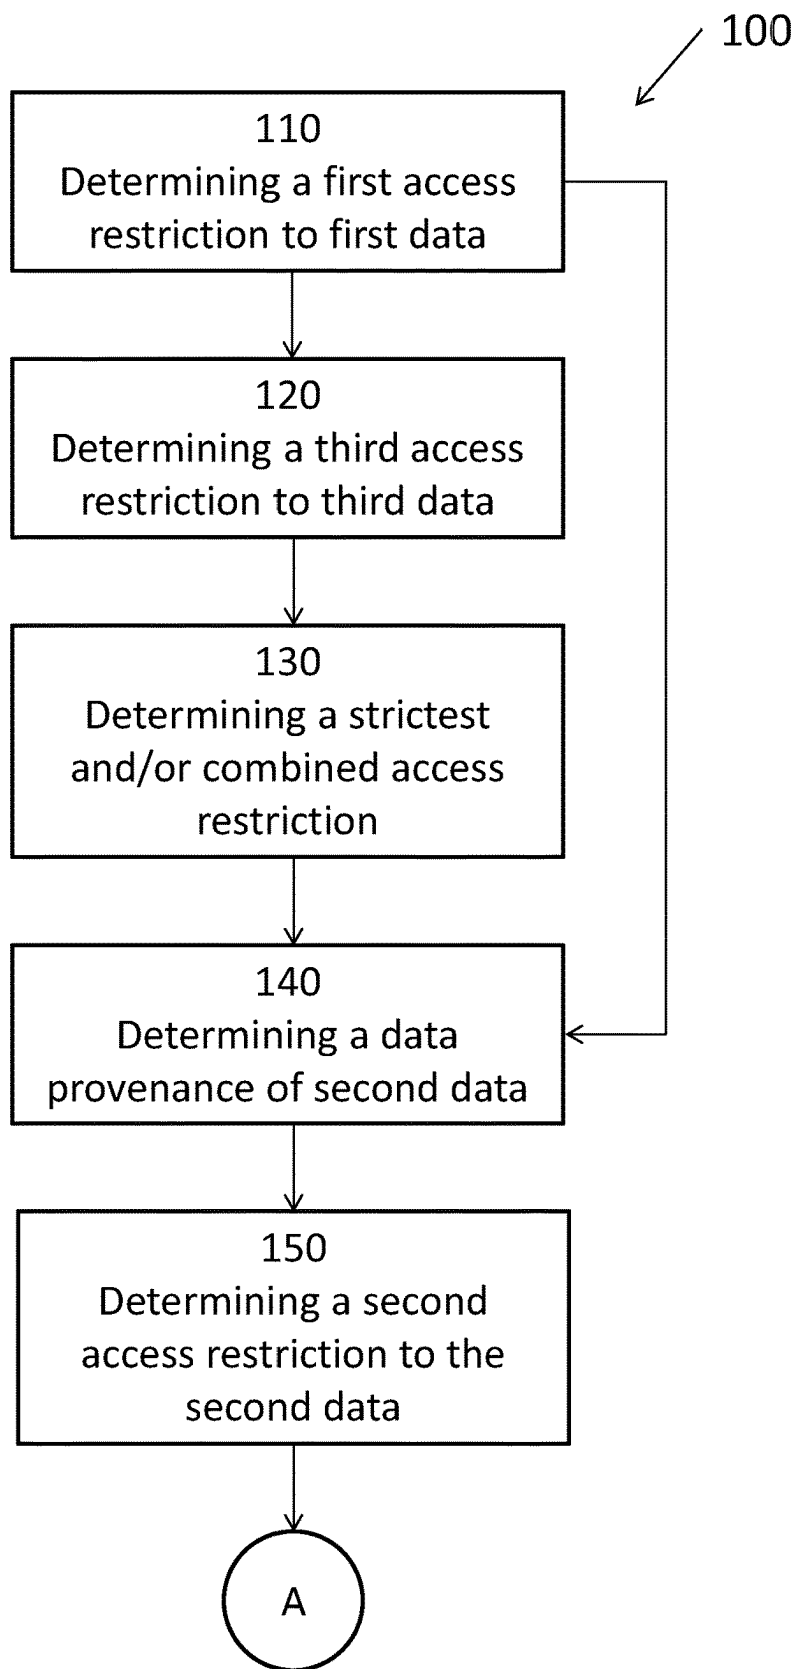 100
110
Determining a first access
restriction to first data
120
Determining a third access
restriction to third data
130
Determining a strictest
and/or combined access
restriction
140
Determining a data
provenance of second data
150
Determining a second
access restriction to the
second data
A